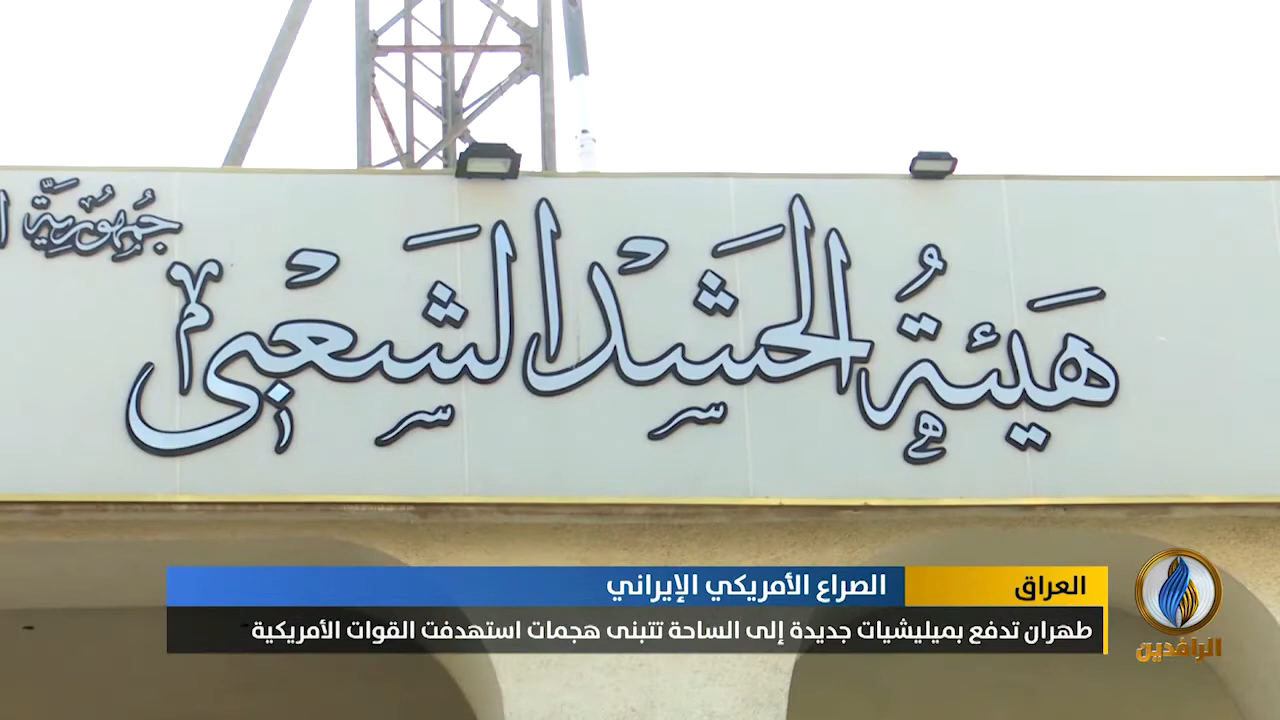 جمهورية
هيئة الحشد الشعبي
العراق
الصراع الأمريكي الإيراني
طهران تدفع بميليشيات جديدة إلى الساحة تتبنى هجمات استهدفت القوات الأمريكية
الرافدين